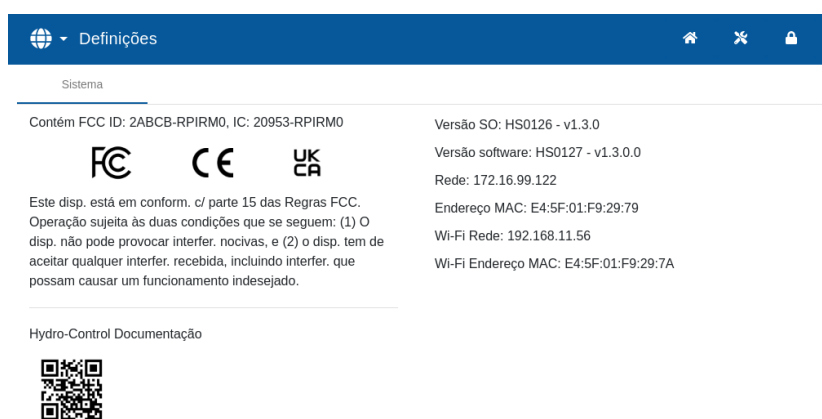 Definições
Sistema
Contém FCC ID: 2ABCB-RPIRM0, IC: 20953-RPIRM0
FC CE UK
CA
Este disp. está em conform. c/ parte 15 das Regras FCC.
Operação sujeita às duas condições que se seguem: (1) O
disp. não pode provocar interfer. nocivas, e (2) o disp. tem de
aceitar qualquer interfer. recebida, incluindo interfer. que
possam causar um funcionamento indesejado.
Hydro-Control Documentação
Versão SO: HS0126 - v1.3.0
Versão software: HS0127 - v1.3.0.0
Rede: 172.16.99.122
Endereço MAC: E4:5F:01:F9:29:79
Wi-Fi Rede: 192.168.11.56
Wi-Fi Endereço MAC: E4:5F:01:F9:29:7A